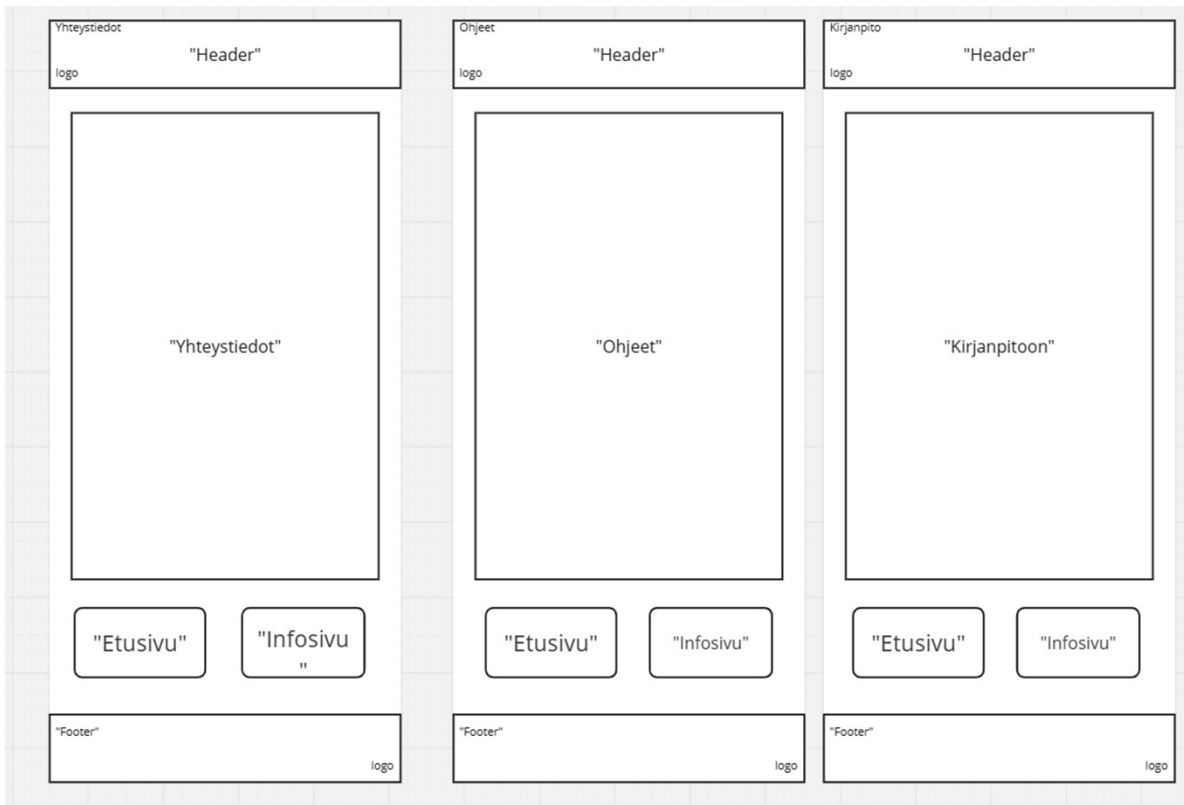 Yhteystiedot
"Header"
logo
"Yhteystiedot"
"Etusivu"
"Infosivu
"
"Footer"
logo
Ohjeet
"Header"
logo
"Ohjeet"
"Etusivu"
"Infosivu"
"Footer"
logo
Kirjanpito
"Header"
logo
"Kirjanpitoon"
"Etusivu"
"Infosivu"
"Footer"
logo